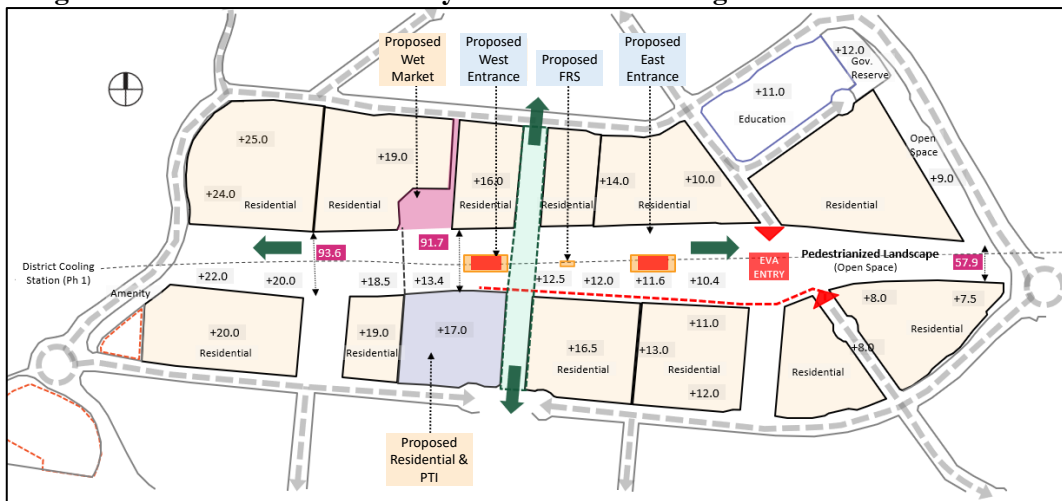 Proposed
Wet
Market
Proposed
West
Entrance
Proposed
FRS
Proposed
East
Entrance
+12.0
Gov.
Reserve
+11.0
Education
Open
Space
+9.0
+25.0
+24.0
Residential
+19.0
Residential
+16.0
Residential
Residential
+14.0
+10.0
Residential
Residential
93.6
91.7
57.9
EVA
ENTRY
Pedestrianized Landscape
(Open Space)
District Cooling
Station (Ph 1)
Amenity
+22.0
+20.0
+18.5
+13.4
+12.5
+12.0
+11.6
+10.4
+8.0
+7.5
+20.0
Residential
+19.0
Residential
+17.0
+16.5
Residential
+11.0
+13.0
Residential
+12.0
Residential
+8.0
Residential
Proposed
Residential &
PTI